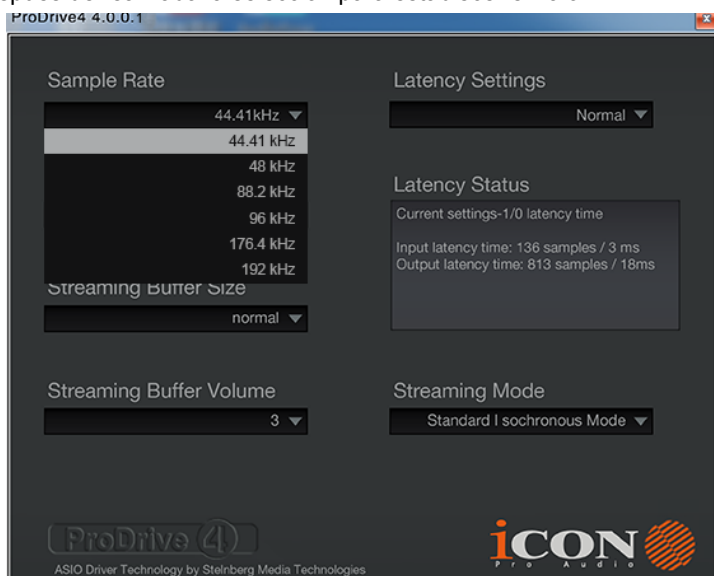 ProDrive4 4.0.0.1
Sample Rate
44.41kHz
44.41 kHz
48 kHz
88.2 kHz
96 kHz
176.4 kHz
192 kHz
Streaming Buffer Size
normal
Streaming Buffer Volume
3
Latency Settings
Normal
Latency Status
Current settings-1/0 latency time
Input latency time: 136 samples / 3 ms
Output latency time: 813 samples / 18ms
Streaming Mode
Standard I sochronous Mode
ProDrive 4
ASIO Driver Technology by Steinberg Media Technologies
iCON
Pro Audio